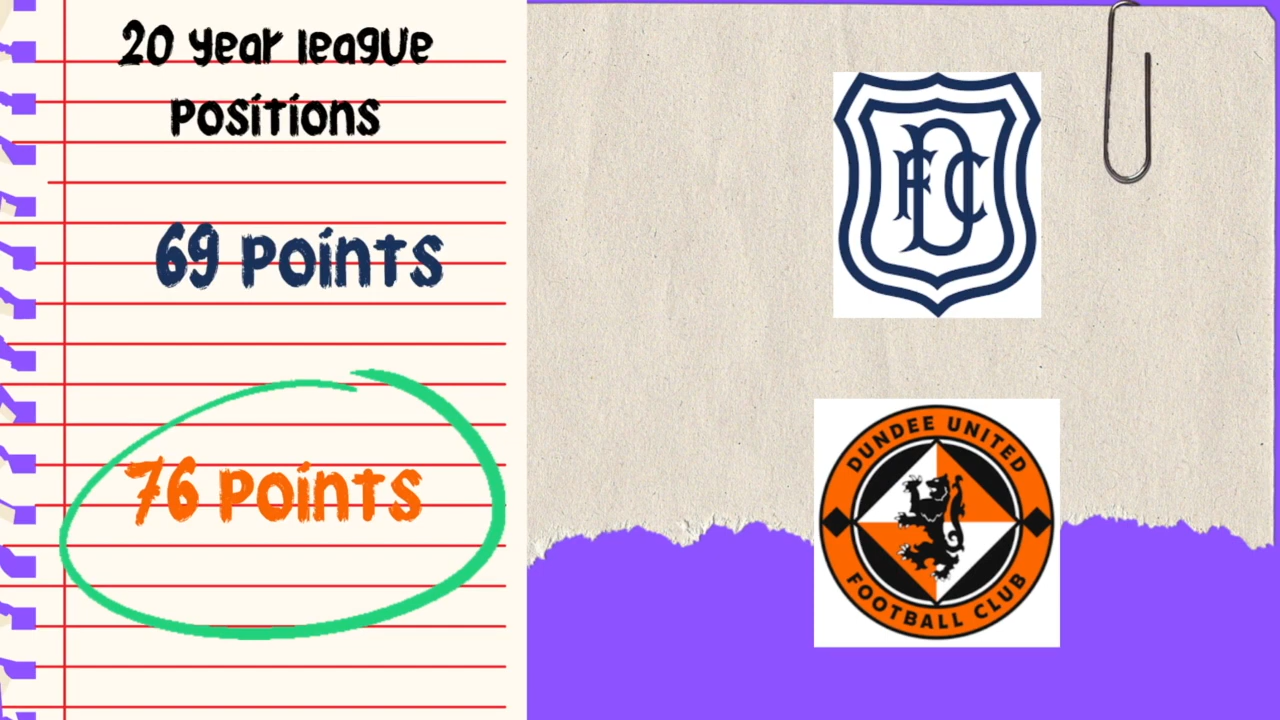 20 year league
positions
69 points
76 points
DFC
DUNDEE UNITED
FOOTBALL CLUB